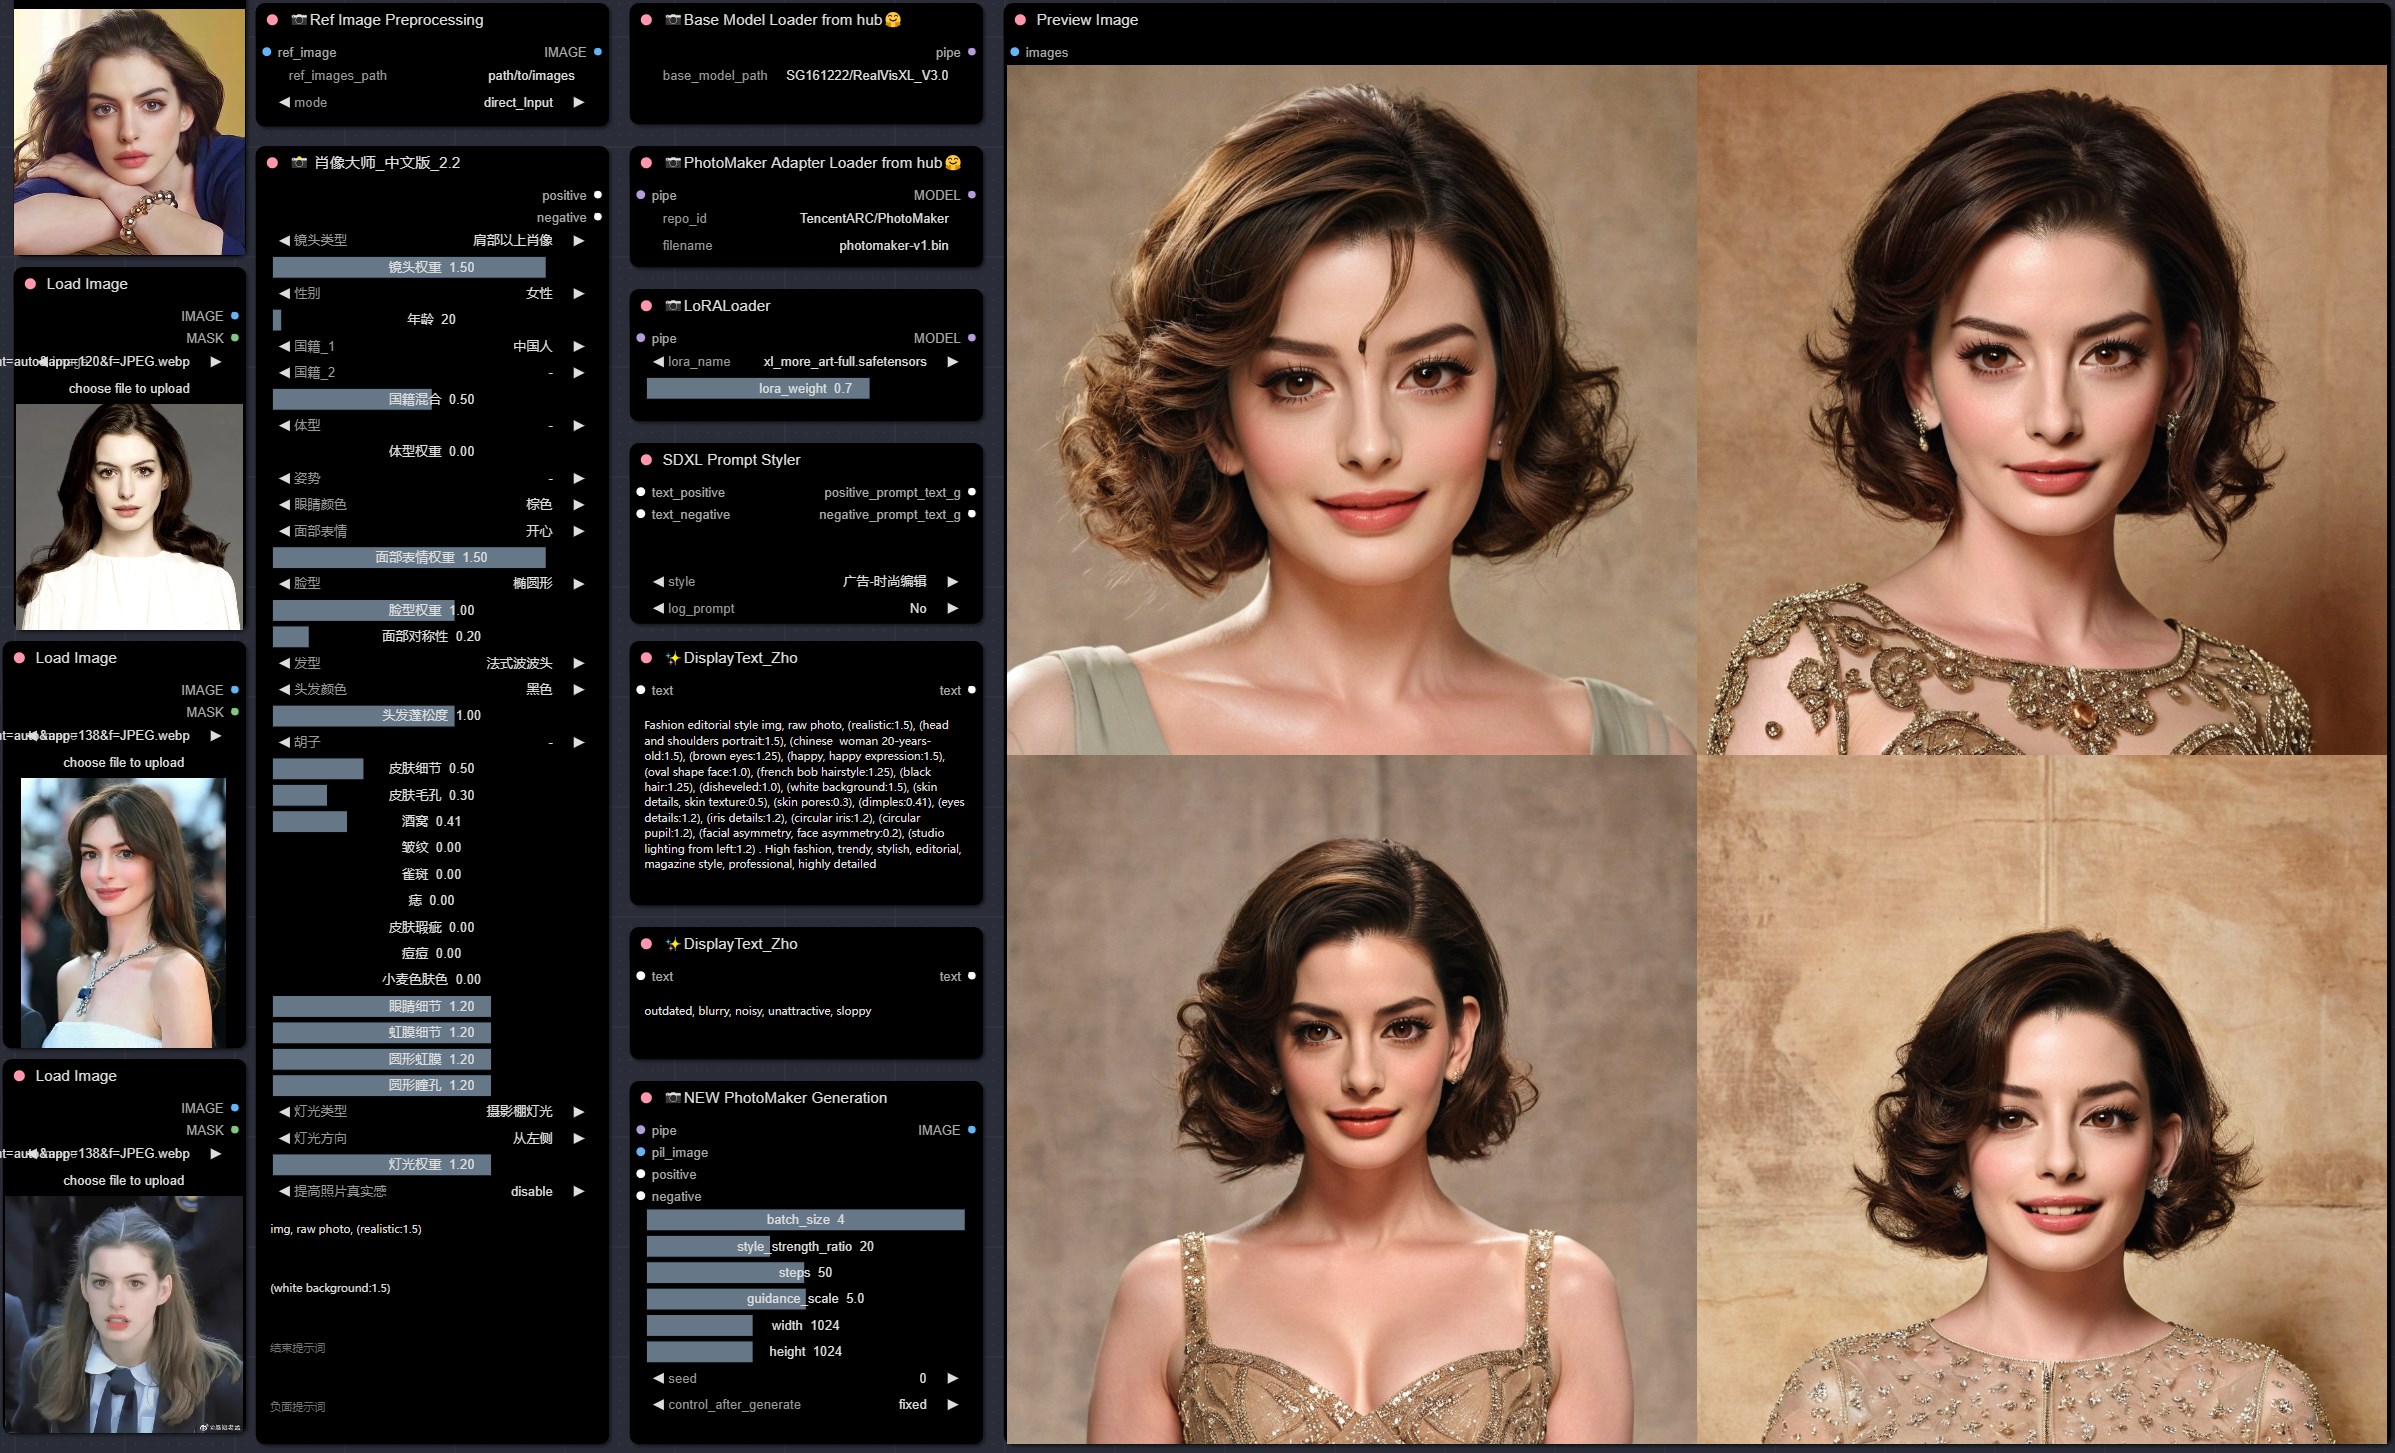 Load Image
IMAGE
MASK
choose file to upload
Load Image
IMAGE
MASK
choose file to upload
Load Image
IMAGE
MASK
choose file to upload
📷Ref Image Preprocessing
ref_image IMAGE
ref_images_path path/to/images
◀ mode direct_Input ▶
📷 肖像大师_中文版_2.2
positive
negative
◀ 镜头类型 肩部以上肖像 ▶
镜头权重 1.50
◀ 性别 女性 ▶
年龄 20
◀ 国籍_1 中国人 ▶
◀ 国籍_2 - ▶
国籍混合 0.50
◀ 体型 - ▶
体型权重 0.00
◀ 姿势 - ▶
◀ 眼睛颜色 棕色 ▶
◀ 面部表情 开心 ▶
面部表情权重 1.50
◀ 脸型 椭圆形 ▶
脸型权重 1.00
面部对称性 0.20
◀ 发型 法式波波头 ▶
◀ 头发颜色 黑色 ▶
头发蓬松度 1.00
◀ 胡子 - ▶
皮肤细节 0.50
皮肤毛孔 0.30
酒窝 0.41
皱纹 0.00
雀斑 0.00
痣 0.00
皮肤瑕疵 0.00
痘痘 0.00
小麦色肤色 0.00
眼睛细节 1.20
虹膜细节 1.20
圆形虹膜 1.20
圆形瞳孔 1.20
◀ 灯光类型 摄影棚灯光 ▶
◀ 灯光方向 从左侧 ▶
灯光权重 1.20
◀ 提高照片真实感 disable ▶
img, raw photo, (realistic:1.5)
(white background:1.5)
结束提示词
负面提示词
📷Base Model Loader from hub🤗
pipe
base_model_path SG161222/RealVisXL_V3.0
📷PhotoMaker Adapter Loader from hub🤗
pipe MODEL
repo_id TencentARC/PhotoMaker
filename photomaker-v1.bin
📷LoRALoader
pipe MODEL
◀ lora_name xl_more_art-full.safetensors ▶
lora_weight 0.7
SDXL Prompt Styler
text_positive positive_prompt_text_g
text_negative negative_prompt_text_g
◀ style 广告-时尚编辑 ▶
◀ log_prompt No ▶
✨DisplayText_Zho
text text
Fashion editorial style img, raw photo, (realistic:1.5), (head
and shoulders portrait:1.5), (chinese  woman 20-years-
old:1.5), (brown eyes:1.25), (happy, happy expression:1.5),
(oval shape face:1.0), (french bob hairstyle:1.25), (black
hair:1.25), (disheveled:1.0), (white background:1.5), (skin
details, skin texture:0.5), (skin pores:0.3), (dimples:0.41), (eyes
details:1.2), (iris details:1.2), (circular iris:1.2), (circular
pupil:1.2), (facial asymmetry, face asymmetry:0.2), (studio
lighting from left:1.2) . High fashion, trendy, stylish, editorial,
magazine style, professional, highly detailed
✨DisplayText_Zho
text text
outdated, blurry, noisy, unattractive, sloppy
📷NEW PhotoMaker Generation
pipe IMAGE
pil_image
positive
negative
batch_size 4
style_strength_ratio 20
steps 50
guidance_scale 5.0
width 1024
height 1024
◀ seed 0 ▶
◀ control_after_generate fixed ▶
Preview Image
images